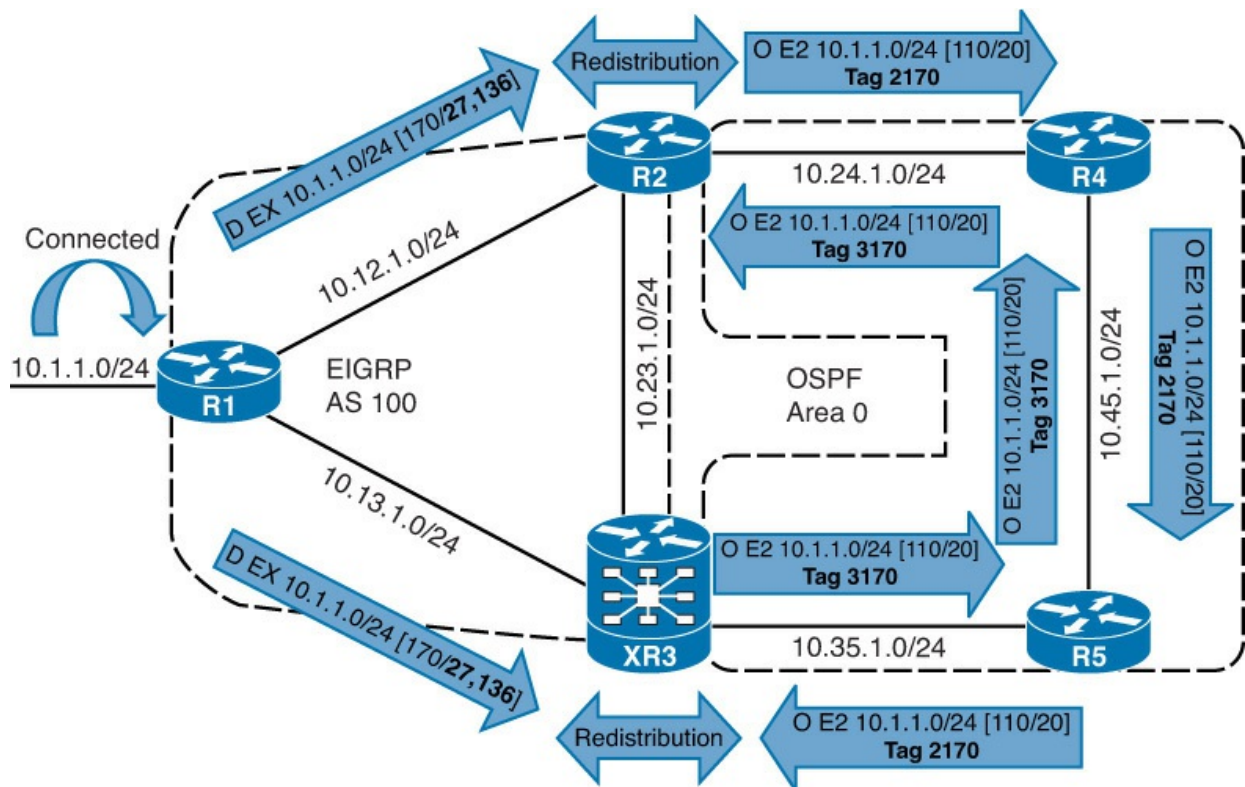 Redistribution
O E2 10.1.1.0/24 [110/20]
Tag 2170
D EX 10.1.1.0/24 [170/27,136]
R2
10.24.1.0/24
R4
Connected
10.12.1.0/24
O E2 10.1.1.0/24 [110/20]
Tag 3170
10.1.1.0/24
R1
EIGRP
AS 100
10.23.1.0/24
OSPF
Area 0
O E2 10.1.1.0/24 [110/20]
Tag 3170
10.45.1.0/24
O E2 10.1.1.0/24 [110/20]
Tag 2170
10.13.1.0/24
O E2 10.1.1.0/24 [110/20]
Tag 3170
D EX 10.1.1.0/24 [170/27,136]
XR3
10.35.1.0/24
R5
Redistribution
O E2 10.1.1.0/24 [110/20]
Tag 2170